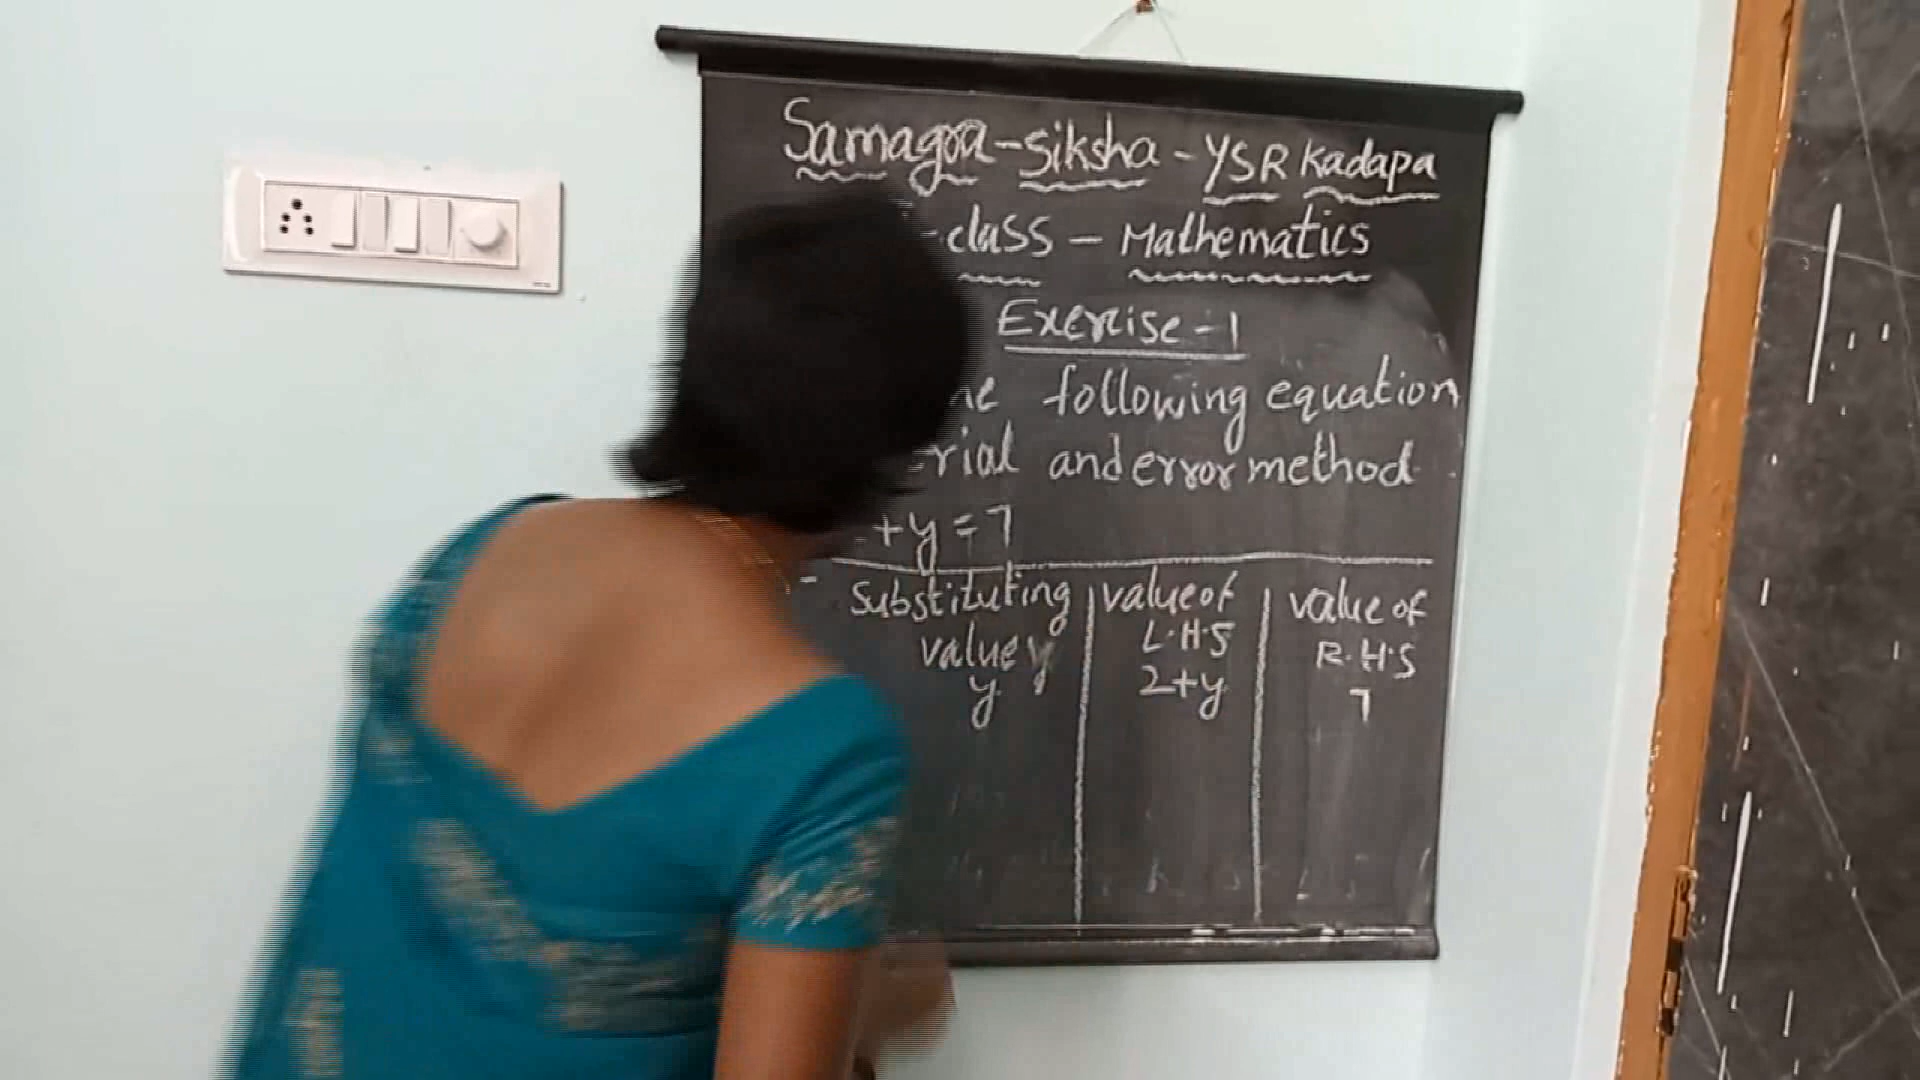 Samagra-Siksha - YSR Kadapa
class - Mathematics
Exercise - 1
following equation
and error method
+y=7
Substituting value y
y
value of L.H.S
2+y
value of R.H.S
7